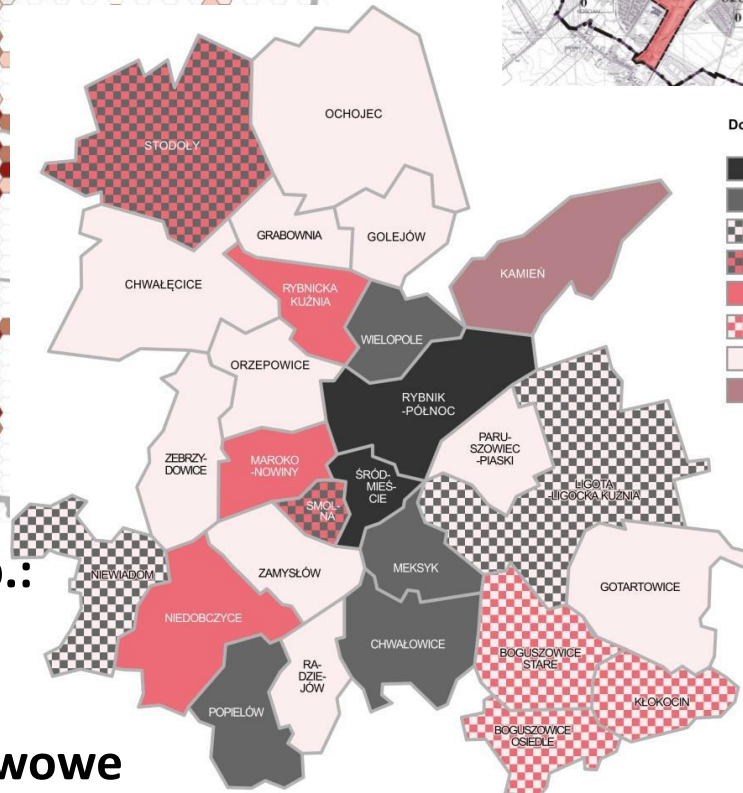 Do
OCHOJEC
STODOŁY
GRABOWNIA
GOLEJÓW
KAMIEŃ
CHWAŁĘCICE
RYBNICKA
KUŹNIA
WIELOPOLE
ORZEPOWICE
RYBNIK
-PÓŁNOC
ZEBRZY-
DOWICE
MAROKO
-NOWINY
PARU-
SZOWIEC
-PIASKI
ŚRÓD-
MIEŚ-
CIE
SMOL-
NA
LIGOTA
-LIGOCKA KUŹNIA
NIEWIADOM
ZAMYSŁÓW
MEKSYK
GOTARTOWICE
.:
NIEDOBCZYCE
CHWAŁOWICE
BOGUSZOWICE
STARE
RA-
DZIE-
JÓW
KŁOKOCIN
POPIELÓW
BOGUSZOWICE
OSIEDLE
wowe